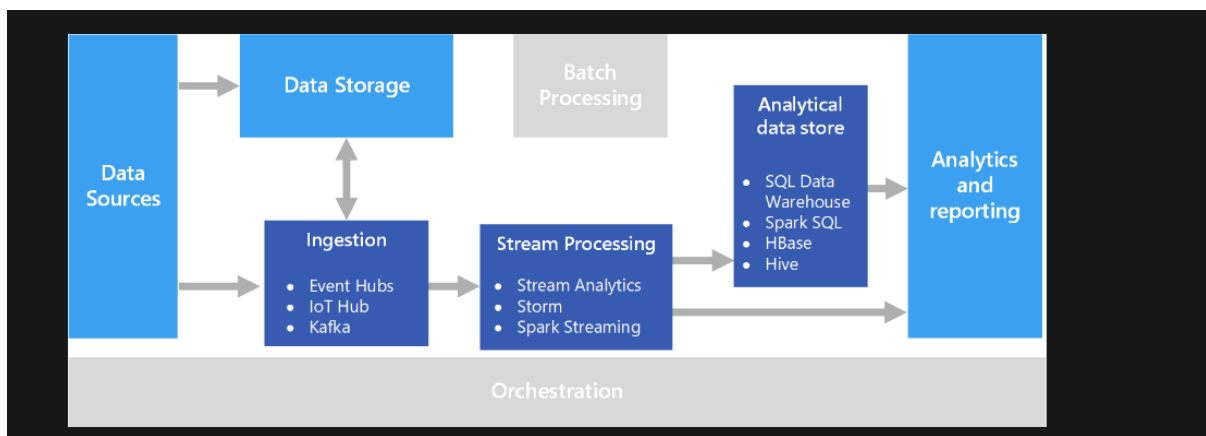 Data
Sources
Data Storage
Batch
Processing
Ingestion
• Event Hubs
• IoT Hub
• Kafka
Stream Processing
• Stream Analytics
• Storm
• Spark Streaming
Analytical
data store
• SQL Data
Warehouse
• Spark SQL
• HBase
• Hive
Analytics
and
reporting
Orchestration